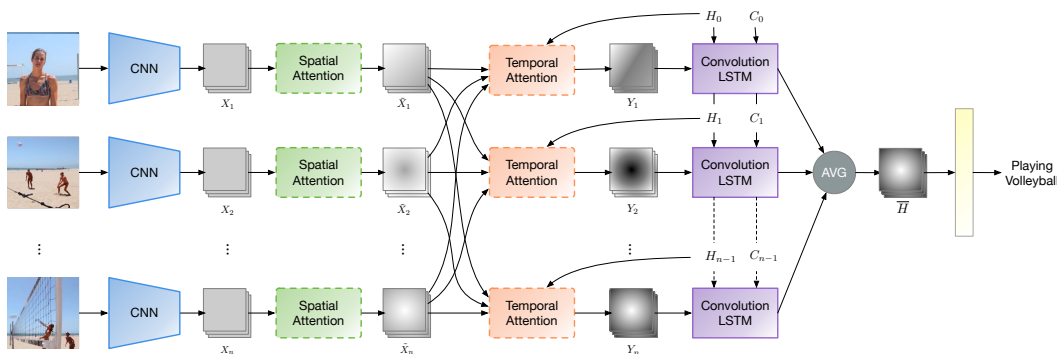 H₀ C₀
CNN
Spatial
Attention
Temporal
Attention
Convolution
LSTM
X₁
X̃₁
Y₁
H₁ C₁
CNN
Spatial
Attention
Temporal
Attention
Convolution
LSTM
AVG
Playing
Volleyball
X₂
X̃₂
Y₂
H̅
...
...
...
...
Hₙ₋₁ Cₙ₋₁
CNN
Spatial
Attention
Temporal
Attention
Convolution
LSTM
Xₙ
X̃ₙ
Yₙ